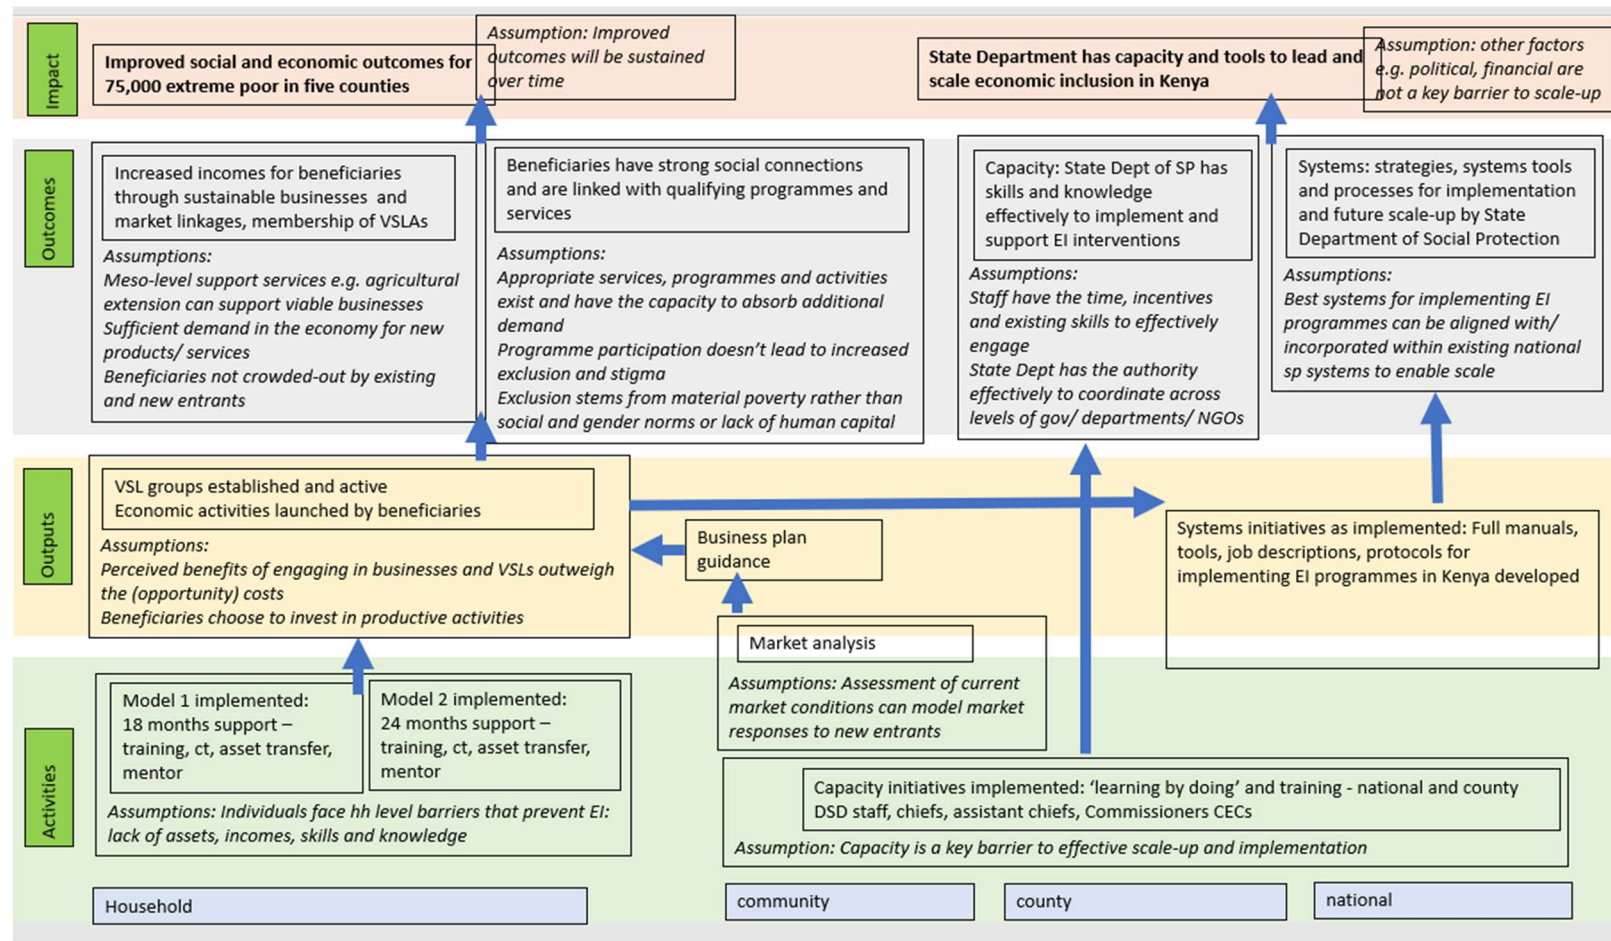 Impact
Improved social and economic outcomes for
75,000 extreme poor in five counties
Assumption: Improved
outcomes will be sustained
over time
State Department has capacity and tools to lead and
scale economic inclusion in Kenya
Assumption: other factors
e.g. political, financial are
not a key barrier to scale-up
Outcomes
Increased incomes for beneficiaries
through sustainable businesses and
market linkages, membership of VSLAs
Assumptions:
Meso-level support services e.g. agricultural
extension can support viable businesses
Sufficient demand in the economy for new
products/ services
Beneficiaries not crowded-out by existing
and new entrants
Beneficiaries have strong social connections
and are linked with qualifying programmes and
services
Assumptions:
Appropriate services, programmes and activities
exist and have the capacity to absorb additional
demand
Programme participation doesn't lead to increased
exclusion and stigma
Exclusion stems from material poverty rather than
social and gender norms or lack of human capital
Capacity: State Dept of SP has
skills and knowledge
effectively to implement and
support EI interventions
Assumptions:
Staff have the time, incentives
and existing skills to effectively
engage
State Dept has the authority
effectively to coordinate across
levels of gov/ departments/ NGOs
Systems: strategies, systems tools
and processes for implementation
and future scale-up by State
Department of Social Protection
Assumptions:
Best systems for implementing EI
programmes can be aligned with/
incorporated within existing national
sp systems to enable scale
Outputs
VSL groups established and active
Economic activities launched by beneficiaries
Assumptions:
Perceived benefits of engaging in businesses and VSLs outweigh
the (opportunity) costs
Beneficiaries choose to invest in productive activities
Business plan
guidance
Systems initiatives as implemented: Full manuals,
tools, job descriptions, protocols for
implementing EI programmes in Kenya developed
Market analysis
Assumptions: Assessment of current
market conditions can model market
responses to new entrants
Activities
Model 1 implemented:
18 months support –
training, ct, asset transfer,
mentor
Model 2 implemented:
24 months support –
training, ct, asset transfer,
mentor
Assumptions: Individuals face hh level barriers that prevent EI:
lack of assets, incomes, skills and knowledge
Capacity initiatives implemented: ‘learning by doing’ and training - national and county
DSD staff, chiefs, assistant chiefs, Commissioners CECs
Assumption: Capacity is a key barrier to effective scale-up and implementation
Household
community
county
national